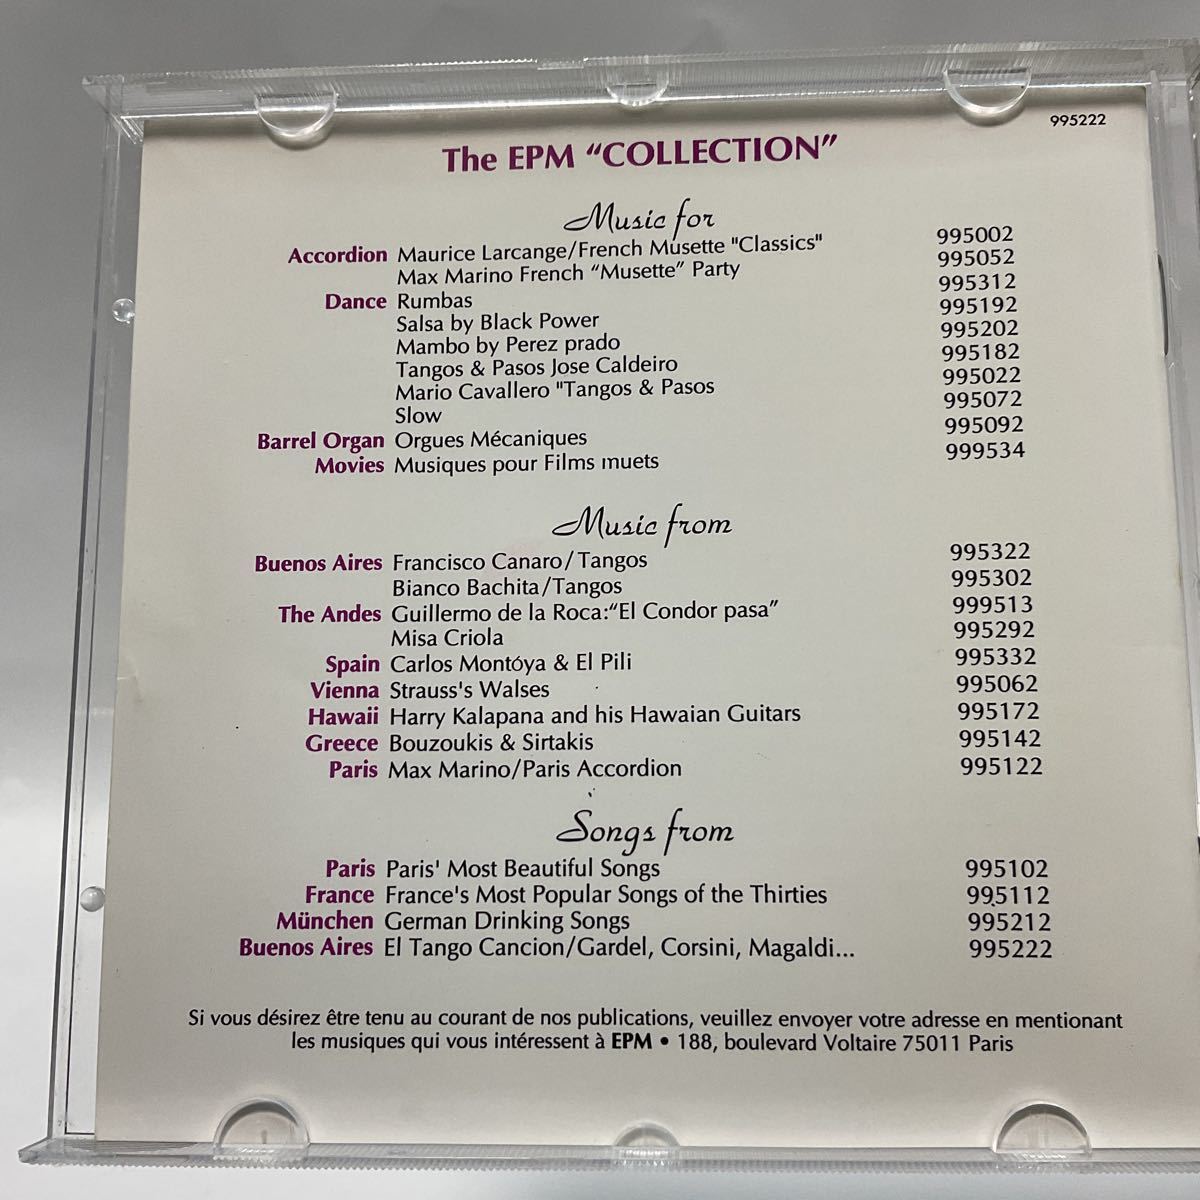 995222
The EPM “COLLECTION”
Music for
Accordion Maurice Larcange/French Musette "Classics" 995002
Max Marino French “Musette” Party 995052
Dance Rumbas 995312
Salsa by Black Power 995192
Mambo by Perez prado 995202
Tangos & Pasos Jose Caldeiro 995182
Mario Cavallero "Tangos & Pasos 995022
Slow 995072
Barrel Organ Orgues Mécaniques 995092
Movies Musiques pour Films muets 999534
Music from
Buenos Aires Francisco Canaro/Tangos 995322
Bianco Bachita/Tangos 995302
The Andes Guillermo de la Roca:“El Condor pasa” 999513
Misa Criola 995292
Spain Carlos Montóya & El Pili 995332
Vienna Strauss's Walses 995062
Hawaii Harry Kalapana and his Hawaian Guitars 995172
Greece Bouzoukis & Sirtakis 995142
Paris Max Marino/Paris Accordion 995122
Songs from
Paris Paris' Most Beautiful Songs 995102
France France's Most Popular Songs of the Thirties 995112
München German Drinking Songs 995212
Buenos Aires El Tango Cancion/Gardel, Corsini, Magaldi... 995222
Si vous désirez être tenu au courant de nos publications, veuillez envoyer votre adresse en mentionant
les musiques qui vous intéressent à EPM • 188, boulevard Voltaire 75011 Paris